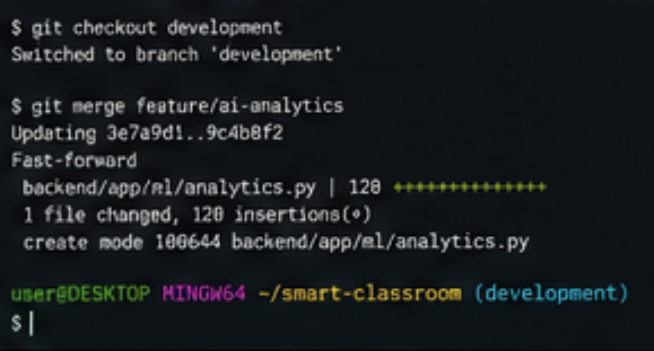 $ git checkout development
Switched to branch 'development'
$ git merge feature/ai-analytics
Updating 3e7a9d1..9c4b8f2
Fast-forward
backend/app/ml/analytics.py | 120 ++++++++++++++
1 file changed, 120 insertions(+)
create mode 100644 backend/app/ml/analytics.py
user@DESKTOP MINGW64 ~/smart-classroom (development)
$